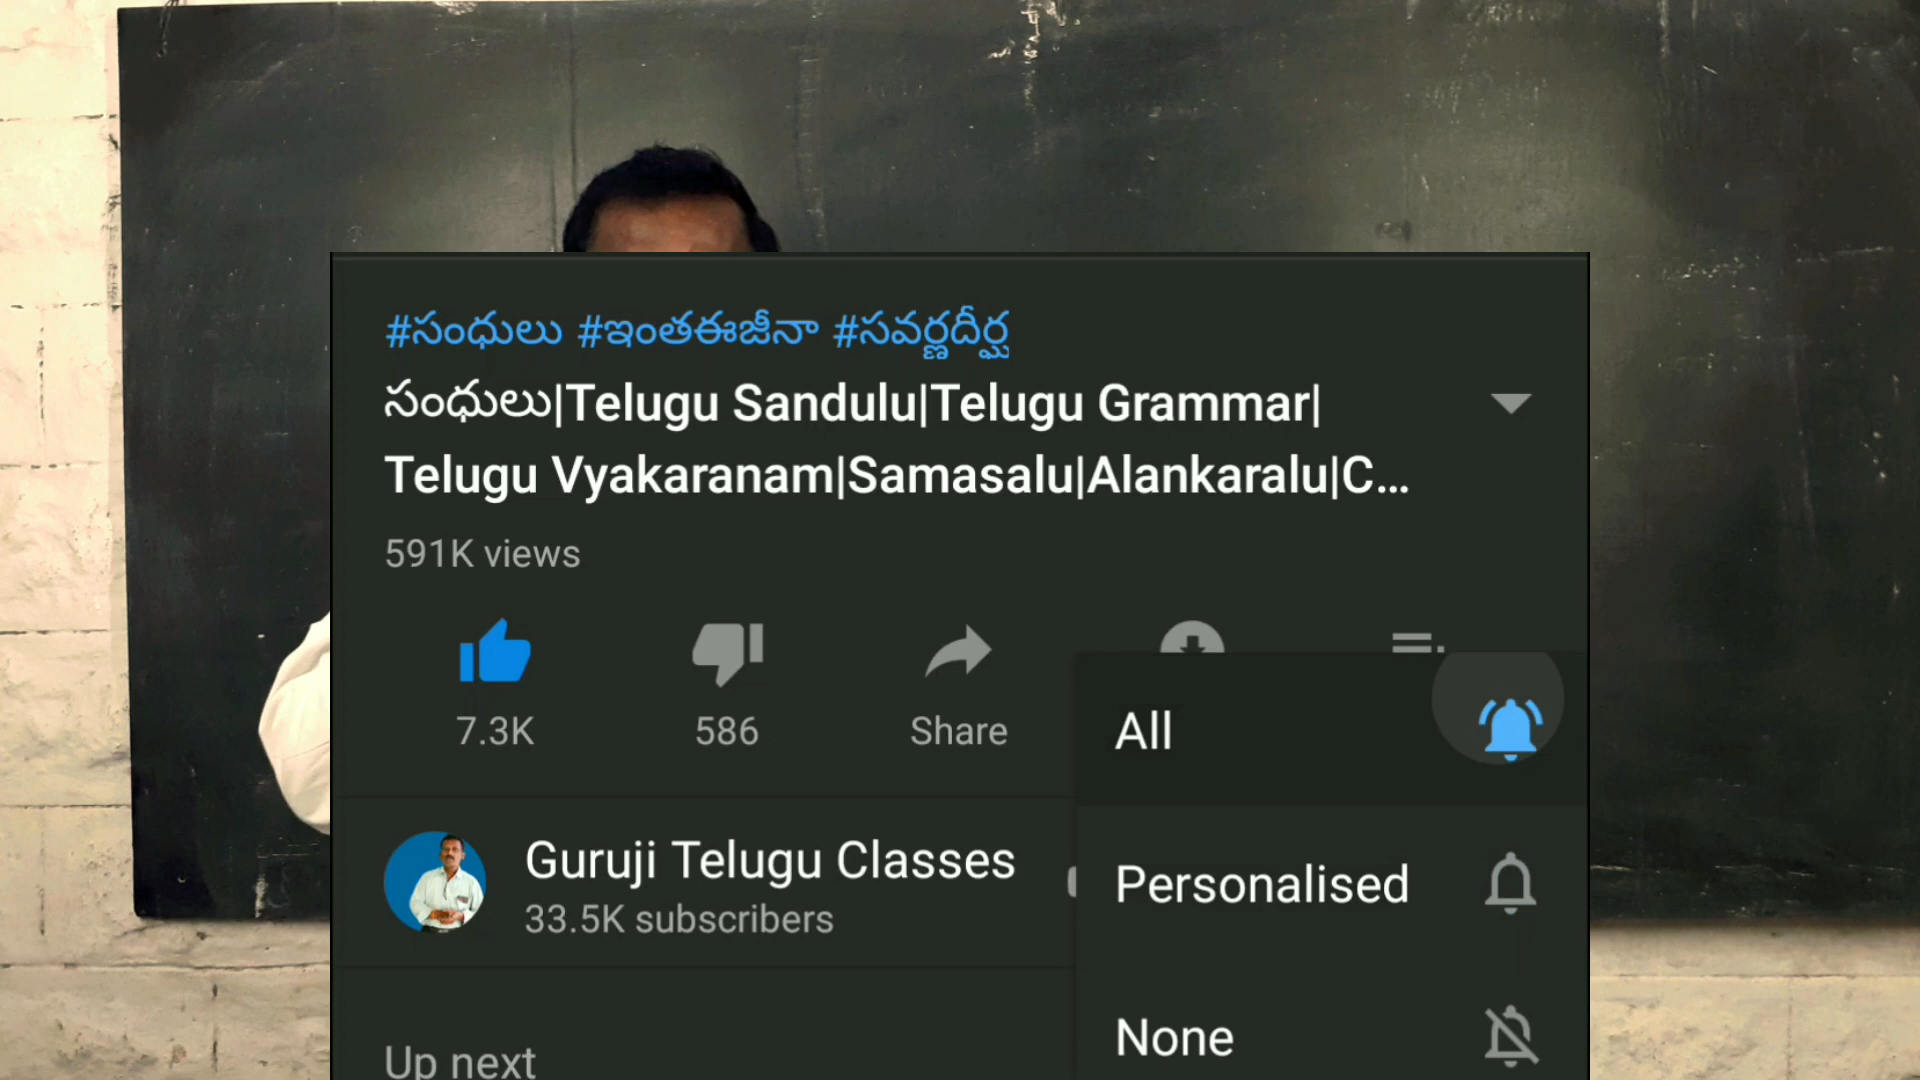 #సంధులు #ఇంతఈజీనా #సవర్ణదీర్ఘ
సంధులు|Telugu Sandulu|Telugu Grammar|
Telugu Vyakaranam|Samasalu|Alankaralu|C...
591K views
7.3K
586
Share
All
Guruji Telugu Classes
33.5K subscribers
Personalised
None
Up next